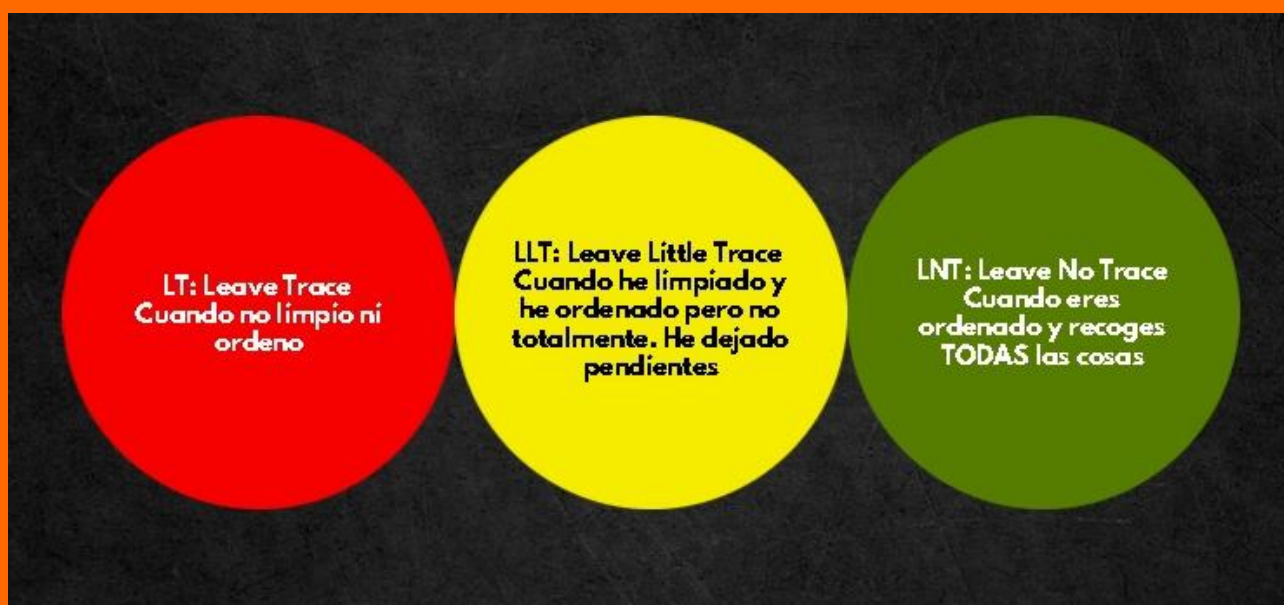 LT: Leave Trace
Cuando no limpio ni
ordeno
LLT: Leave Little Trace
Cuando he limpiado y
he ordenado pero no
totalmente. He dejado
pendientes
LNT: Leave No Trace
Cuando eres
ordenado y recoges
TODAS las cosas